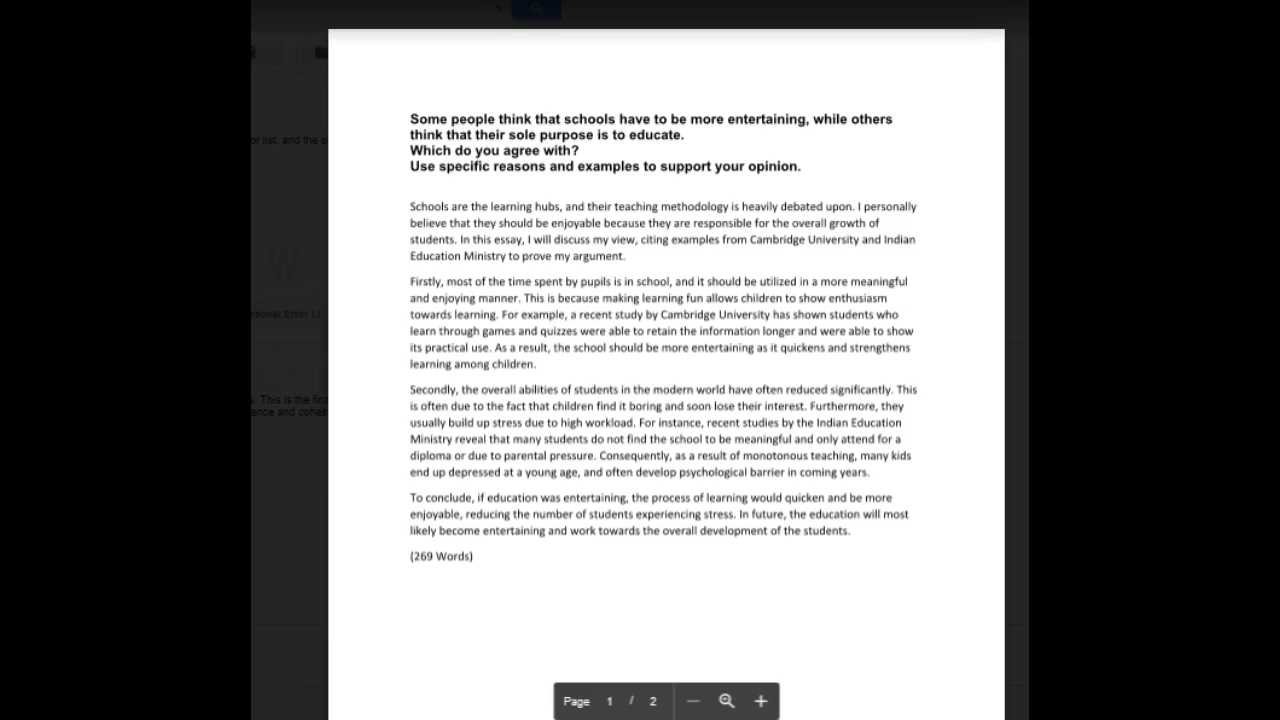 Some people think that schools have to be more entertaining, while others
think that their sole purpose is to educate.
Which do you agree with?
Use specific reasons and examples to support your opinion.
Schools are the learning hubs, and their teaching methodology is heavily debated upon. I personally
believe that they should be enjoyable because they are responsible for the overall growth of
students. In this essay, I will discuss my view, citing examples from Cambridge University and Indian
Education Ministry to prove my argument.
Firstly, most of the time spent by pupils is in school, and it should be utilized in a more meaningful
and enjoying manner. This is because making learning fun allows children to show enthusiasm
towards learning. For example, a recent study by Cambridge University has shown students who
learn through games and quizzes were able to retain the information longer and were able to show
its practical use. As a result, the school should be more entertaining as it quickens and strengthens
learning among children.
Secondly, the overall abilities of students in the modern world have often reduced significantly. This
is often due to the fact that children find it boring and soon lose their interest. Furthermore, they
usually build up stress due to high workload. For instance, recent studies by the Indian Education
Ministry reveal that many students do not find the school to be meaningful and only attend for a
diploma or due to parental pressure. Consequently, as a result of monotonous teaching, many kids
end up depressed at a young age, and often develop psychological barrier in coming years.
To conclude, if education was entertaining, the process of learning would quicken and be more
enjoyable, reducing the number of students experiencing stress. In future, the education will most
likely become entertaining and work towards the overall development of the students.
(269 Words)
or list, and the
W
Error L
s. This is the
ence and
Page 1 / 2